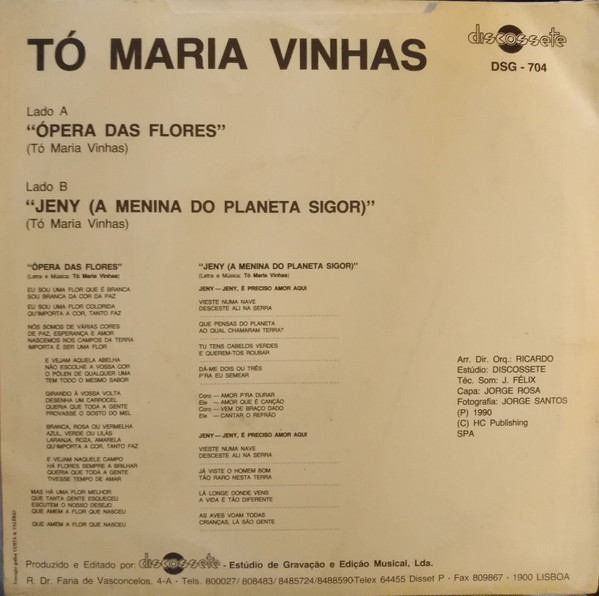 TÓ MARIA VINHAS
discossete
DSG - 704
Lado A
“ÓPERA DAS FLORES”
(Tó Maria Vinhas)
Lado B
“JENY (A MENINA DO PLANETA SIGOR)”
(Tó Maria Vinhas)
“ÓPERA DAS FLORES”
(Letra e Música: Tó Maria Vinhas)
EU SOU UMA FLOR QUE É BRANCA
SOU BRANCA DA COR DA PAZ
EU SOU UMA FLOR COLORIDA
QU'IMPORTA A COR, TANTO FAZ
NÓS SOMOS DE VÁRIAS CORES
DE PAZ, ESPERANÇA E AMOR
NASCEMOS NOS CAMPOS DA TERRA
IMPORTA É SER UMA FLOR
E VEJAM AQUELA ABELHA
NÃO ESCOLHE A VOSSA COR
O PÓLEN DE QUALQUER UMA
TEM TODO O MESMO SABOR
GIRANDO À VOSSA VOLTA
DESENHA UM CARROCEL
QUERIA QUE TODA A GENTE
PROVASSE O GOSTO DO MEL
BRANCA, ROSA OU VERMELHA
AZUL, VERDE OU LILÁS
LARANJA, ROZA, AMARELA
QU'IMPORTA A COR, TANTO FAZ
E VEJAM NAQUELE CAMPO
HÁ FLORES SEMPRE A BRILHAR
QUERIA QUE TODA A GENTE
TIVESSE TEMPO DE AMAR
MAS HÁ UMA FLOR MELHOR
QUE TANTA GENTE ESQUECEU
ESCUTEM O NOSSO DESEJO
QUE AMEM A FLOR QUE NASCEU
QUE AMEM A FLOR QUE NASCEU
“JENY (A MENINA DO PLANETA SIGOR)”
(Letra e Música: Tó Maria Vinhas)
JENY — JENY, É PRECISO AMOR AQUI
VIESTE NUMA NAVE
DESCESTE ALI NA SERRA
QUE PENSAS DO PLANETA
AO QUAL CHAMARAM TERRA?
TU TENS CABELOS VERDES
E QUEREM-TOS ROUBAR
DÁ-ME DOIS OU TRÊS
P'RA EU SEMEAR
Coro — AMOR P'RA DURAR
Ele — AMOR QUE É CANÇÃO
Coro — VEM DE BRAÇO DADO
Ele — CANTAR O REFRÃO
JENY — JENY, É PRECISO AMOR AQUI
VIESTE NUMA NAVE
DESCESTE ALI NA SERRA
JÁ VISTE O HOMEM BOM
TÃO RARO NESTA TERRA
LÁ LONGE DONDE VENS
A VIDA É TÃO DIFERENTE
AS AVES VOAM TODAS
CRIANÇAS, LÁ SÃO GENTE
Arr. Dir. Orq.: RICARDO
Estúdio: DISCOSSETE
Téc. Som: J. FÉLIX
Capa: JORGE ROSA
Fotografia: JORGE SANTOS
(P) 1990
(C) HC Publishing
SPA
COSTA & VALÉRIO
Produzido e Editado por: discossete - Estúdio de Gravação e Edição Musical, Lda.
R. Dr. Faria de Vasconcelos. 4-A - Tels. 800027/ 808483/ 8485724/8488590-Telex 64455 Disset P - Fax 809867 - 1900 LISBOA